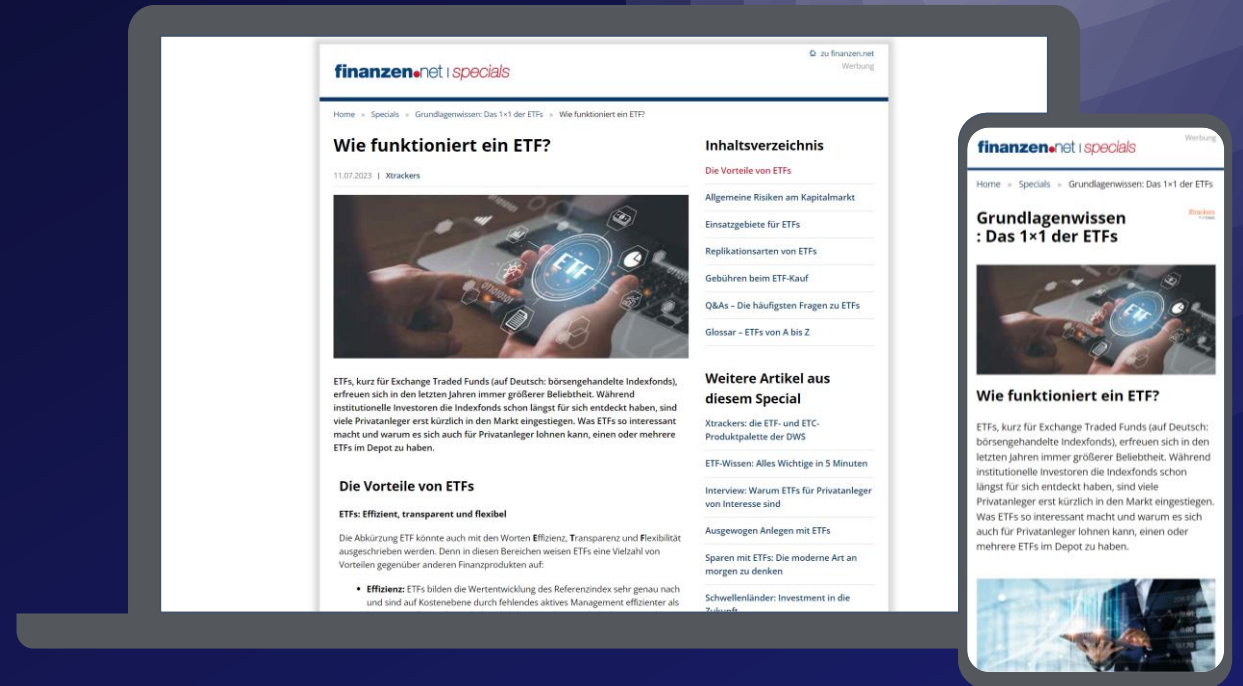 finanzen.net | specials
zu finanzen.net
Werbung
Home » Specials » Grundlagenwissen: Das 1×1 der ETFs » Wie funktioniert ein ETF?
Wie funktioniert ein ETF?
11.07.2023 | Xtrackers
ETF
ETFs, kurz für Exchange Traded Funds (auf Deutsch: börsengehandelte Indexfonds),
erfreuen sich in den letzten Jahren immer größerer Beliebtheit. Während
institutionelle Investoren die Indexfonds schon längst für sich entdeckt haben, sind
viele Privatanleger erst kürzlich in den Markt eingestiegen. Was ETFs so interessant
macht und warum es sich auch für Privatanleger lohnen kann, einen oder mehrere
ETFs im Depot zu haben.
Die Vorteile von ETFs
ETFs: Effizient, transparent und flexibel
Die Abkürzung ETF könnte auch mit den Worten Effizienz, Transparenz und Flexibilität
ausgeschrieben werden. Denn in diesen Bereichen weisen ETFs eine Vielzahl von
Vorteilen gegenüber anderen Finanzprodukten auf:
• Effizienz: ETFs bilden die Wertentwicklung des Referenzindex sehr genau nach
und sind auf Kostenebene durch fehlendes aktives Management effizienter als
Inhaltsverzeichnis
Die Vorteile von ETFs
Allgemeine Risiken am Kapitalmarkt
Einsatzgebiete für ETFs
Replikationsarten von ETFs
Gebühren beim ETF-Kauf
Q&As – Die häufigsten Fragen zu ETFs
Glossar – ETFs von A bis Z
Weitere Artikel aus
diesem Special
Xtrackers: die ETF- und ETC-
Produktpalette der DWS
ETF-Wissen: Alles Wichtige in 5 Minuten
Interview: Warum ETFs für Privatanleger
von Interesse sind
Ausgewogen Anlegen mit ETFs
Sparen mit ETFs: Die moderne Art an
morgen zu denken
Schwellenländer: Investment in die
Zukunft
Werbung
finanzen.net | specials
Home » Specials » Grundlagenwissen: Das 1×1 der ETFs
Grundlagenwissen
: Das 1×1 der ETFs
Xtrackers
ETF
Wie funktioniert ein ETF?
ETFs, kurz für Exchange Traded Funds (auf Deutsch:
börsengehandelte Indexfonds), erfreuen sich in den
letzten Jahren immer größerer Beliebtheit. Während
institutionelle Investoren die Indexfonds schon
längst für sich entdeckt haben, sind viele
Privatanleger erst kürzlich in den Markt eingestiegen.
Was ETFs so interessant macht und warum es sich
auch für Privatanleger lohnen kann, einen oder
mehrere ETFs im Depot zu haben.